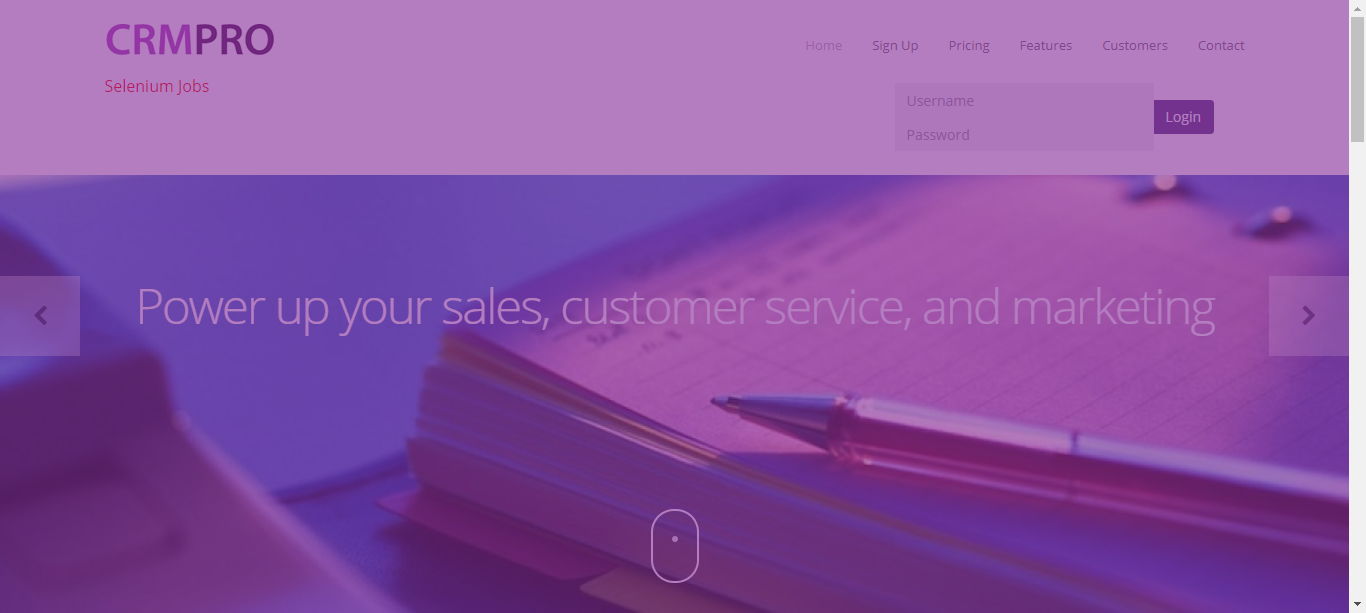 CRMPRO
Home Sign Up Pricing Features Customers Contact
Selenium Jobs
Username
Password
Login
Power up your sales, customer service, and marketing